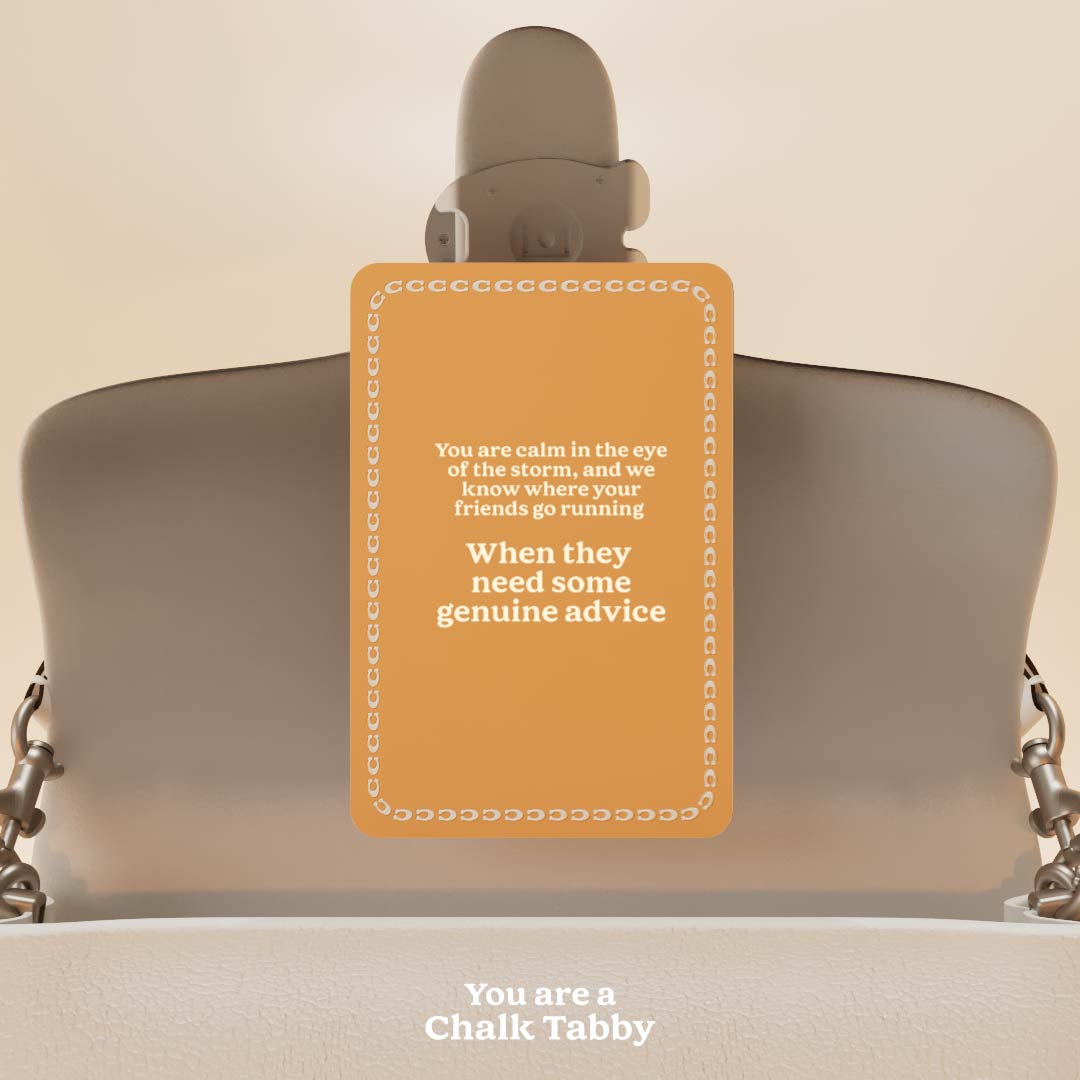 You are calm in the eye
of the storm, and we
know where your
friends go running
When they
need some
genuine advice
You are a
Chalk Tabby